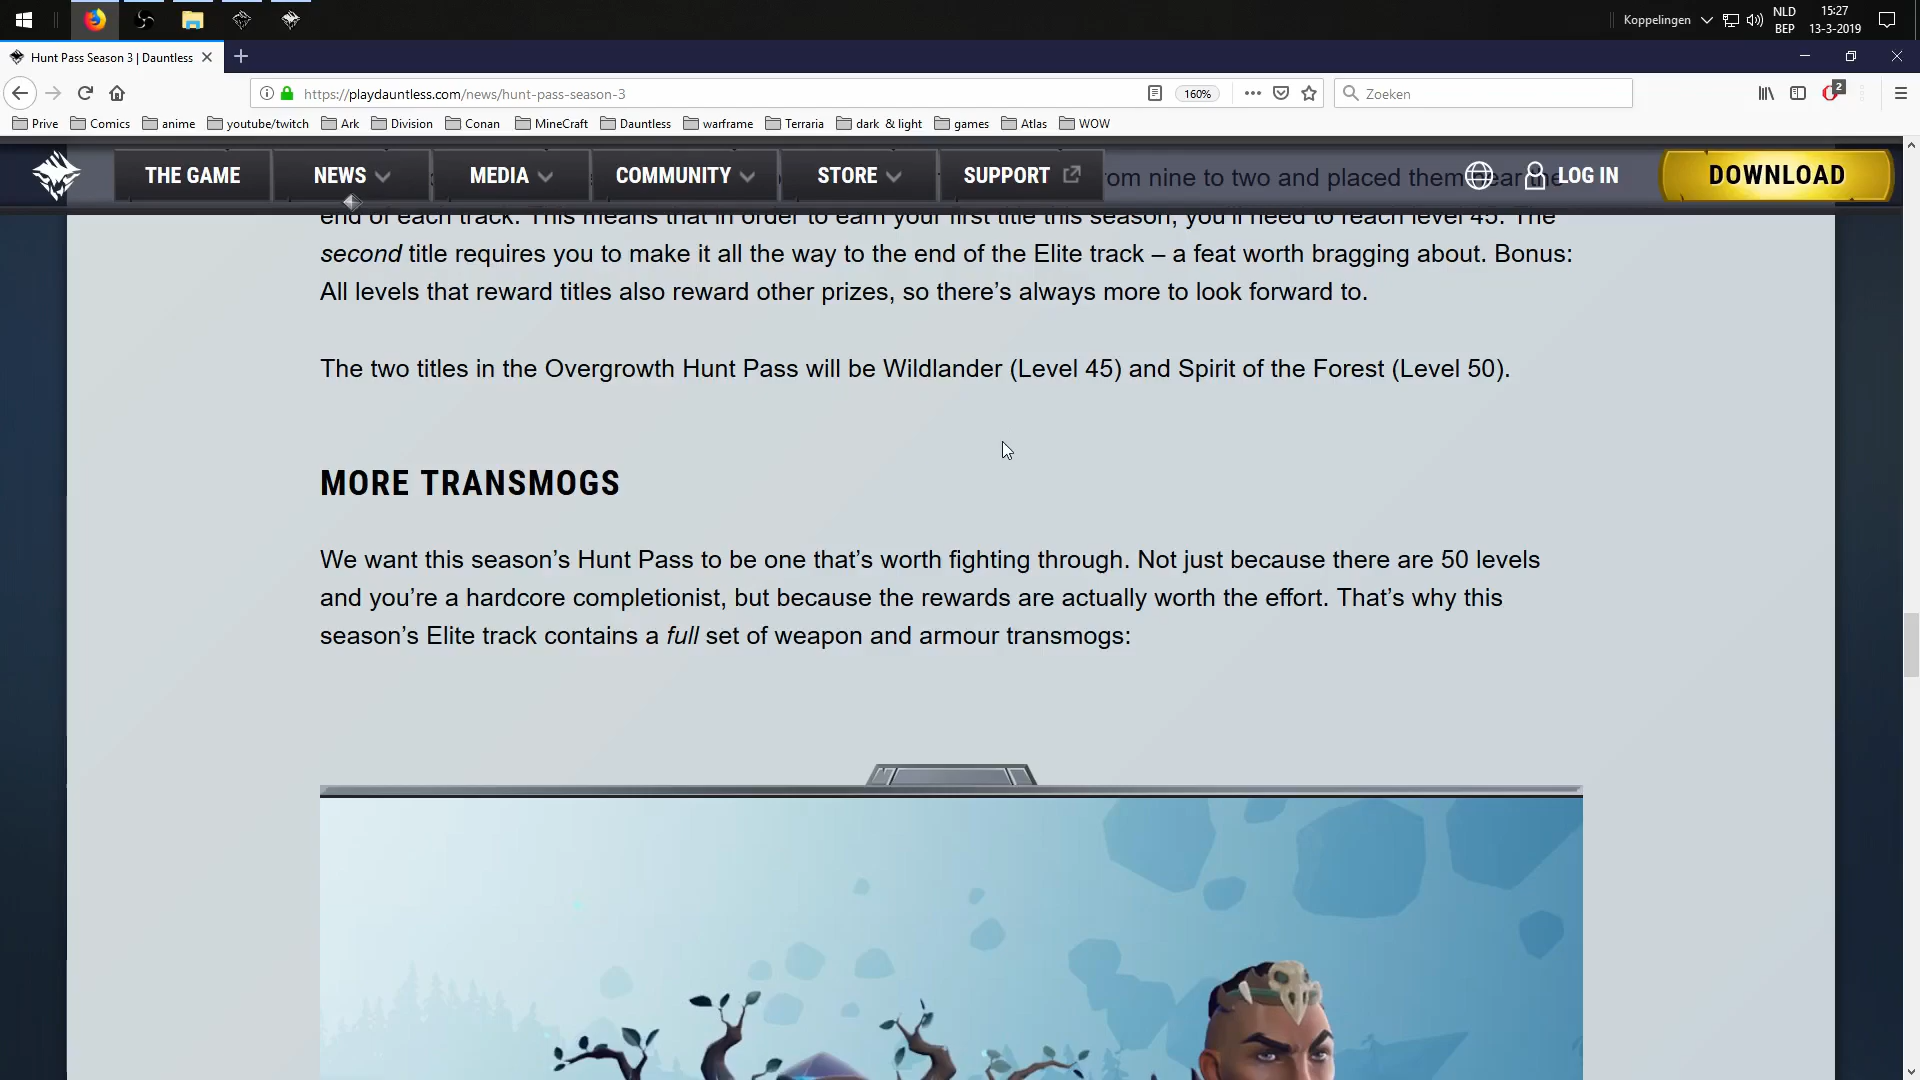 Koppelingen
NLD
BEP
15:27
13-3-2019
Hunt Pass Season 3 | Dauntless
https://playdauntless.com/news/hunt-pass-season-3
160%
Zoeken
2
Prive
Comics
anime
youtube/twitch
Ark
Division
Conan
MineCraft
Dauntless
warframe
Terraria
dark & light
games
Atlas
WOW
THE GAME
NEWS
MEDIA
COMMUNITY
STORE
SUPPORT
LOG IN
DOWNLOAD
from nine to two and placed them near the
end of each track. This means that in order to earn your first title this season, you'll need to reach level 45. The
second title requires you to make it all the way to the end of the Elite track – a feat worth bragging about. Bonus:
All levels that reward titles also reward other prizes, so there's always more to look forward to.
The two titles in the Overgrowth Hunt Pass will be Wildlander (Level 45) and Spirit of the Forest (Level 50).
MORE TRANSMOGS
We want this season's Hunt Pass to be one that's worth fighting through. Not just because there are 50 levels
and you're a hardcore completionist, but because the rewards are actually worth the effort. That's why this
season's Elite track contains a full set of weapon and armour transmogs: